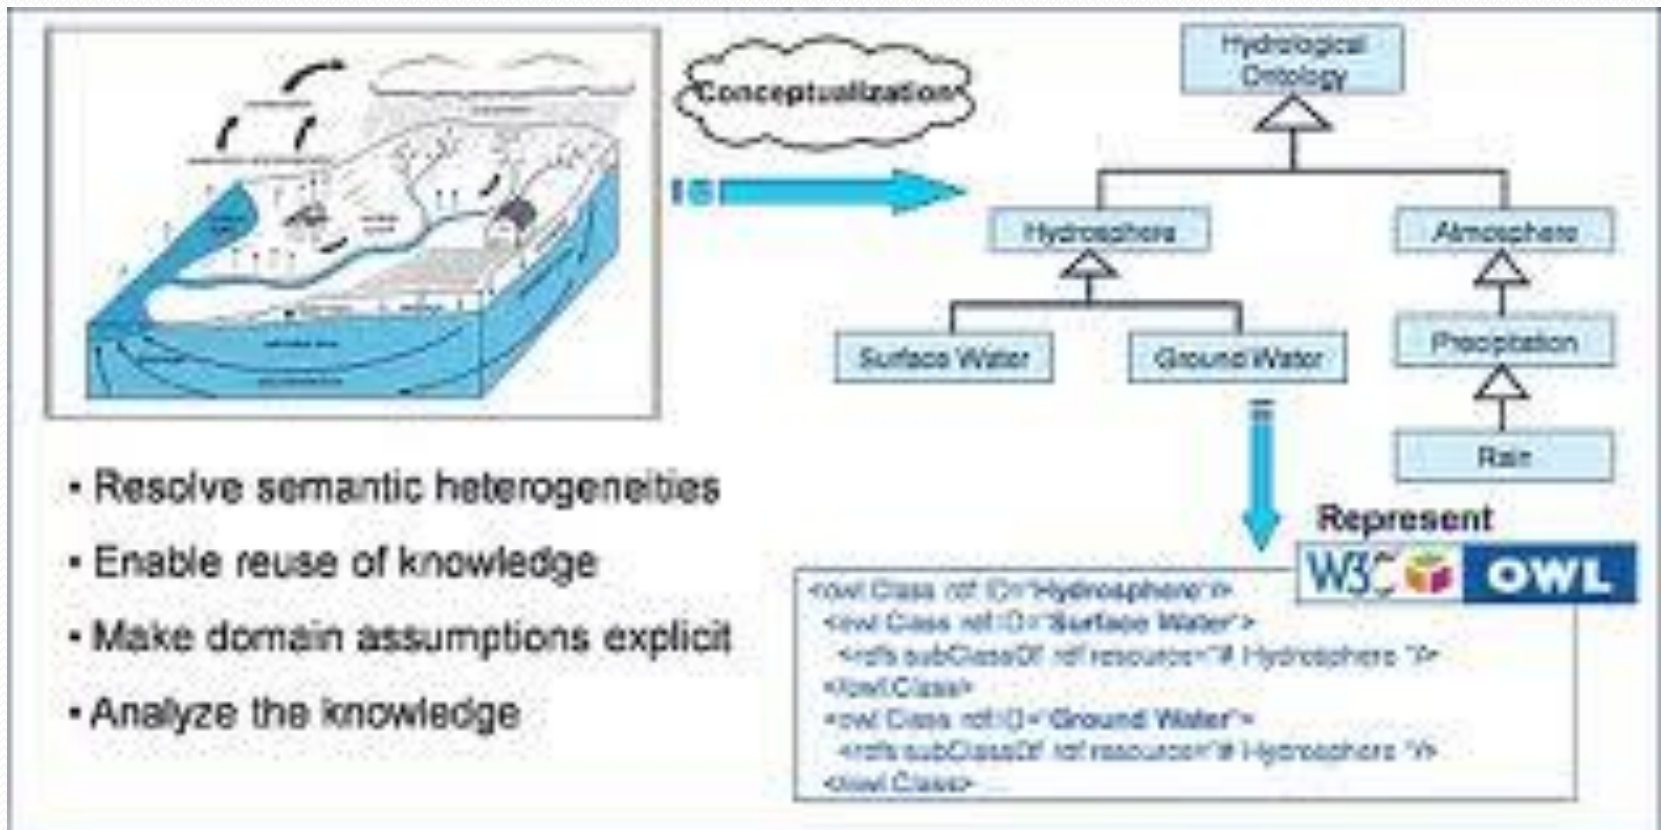 Conceptualization
Hydrological
Ontology
Hydrosphere
Atmosphere
Surface Water
Ground Water
Precipitation
Rain
• Resolve semantic heterogeneities
• Enable reuse of knowledge
• Make domain assumptions explicit
• Analyze the knowledge
Represent
W3C OWL
<owl:Class rdf:ID="Hydrosphere"/>
<owl:Class rdf:ID="Surface Water">
<rdfs:subClassOf rdf:resource="# Hydrosphere "/>
</owl:Class>
<owl:Class rdf:ID="Ground Water">
<rdfs:subClassOf rdf:resource="# Hydrosphere "/>
</owl:Class>